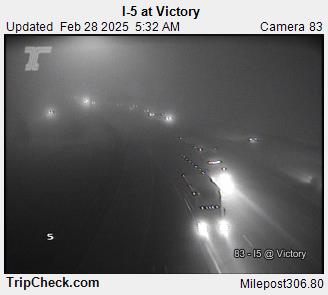 I-5 at Victory
Updated  Feb 28 2025  5:32 AM Camera 83
T
S
83 - I5 @ Victory
TripCheck.com Milepost306.80